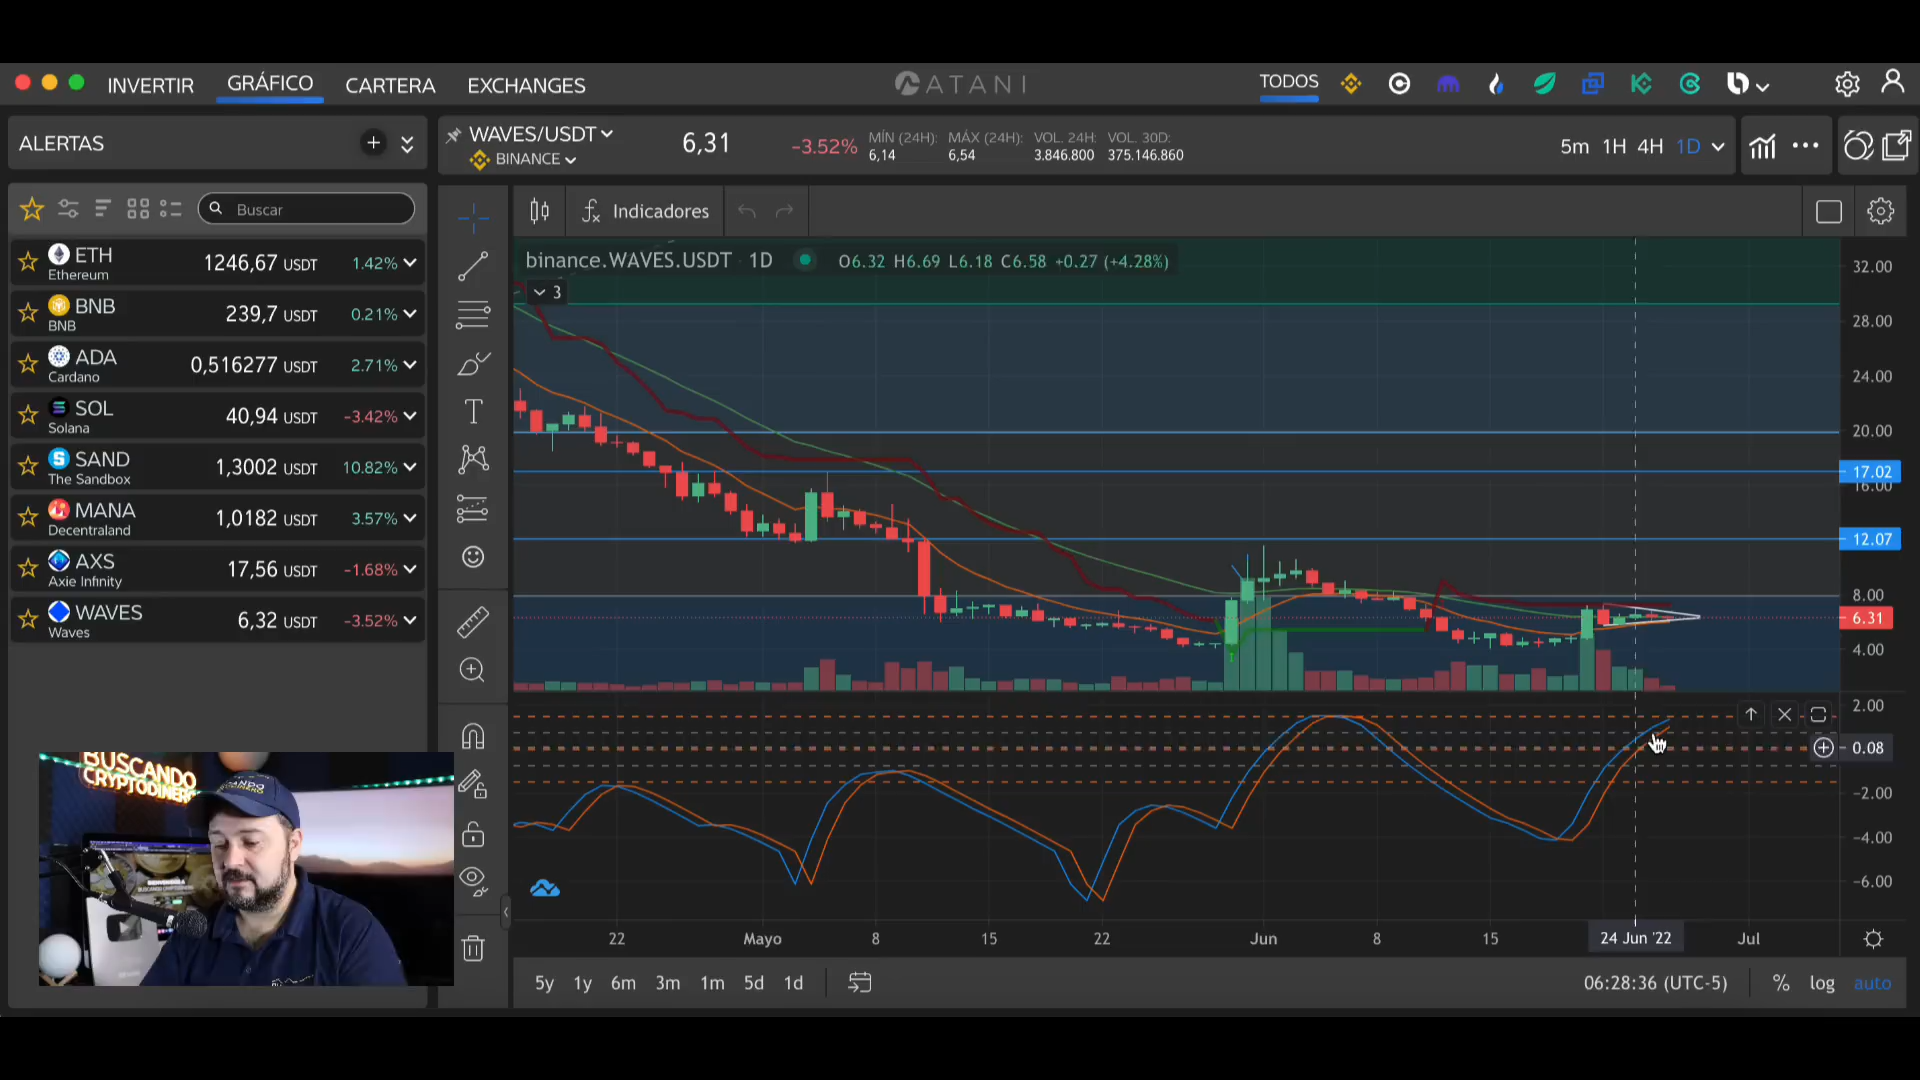 INVERTIR GRÁFICO CARTERA EXCHANGES
ATANI
TODOS
ALERTAS
WAVES/USDT
BINANCE
6,31
-3.52%
MÍN (24H): MÁX (24H): VOL. 24H: VOL. 30D:
6,14 6,54 3.846.800 375.146.860
5m 1H 4H 1D
Buscar
Indicadores
ETH 1246,67 USDT 1.42%
Ethereum
BNB 239,7 USDT 0.21%
BNB
ADA 0,516277 USDT 2.71%
Cardano
SOL 40,94 USDT -3.42%
Solana
SAND 1,3002 USDT 10.82%
The Sandbox
MANA 1,0182 USDT 3.57%
Decentraland
AXS 17,56 USDT -1.68%
Axie Infinity
WAVES 6,32 USDT -3.52%
Waves
binance.WAVES.USDT 1D O6.32 H6.69 L6.18 C6.58 +0.27 (+4.28%)
3
32.00
28.00
24.00
20.00
17.02
16.00
12.07
8.00
6.31
4.00
2.00
0.08
−2.00
−4.00
−6.00
22 Mayo 8 15 22 Jun 8 15 24 Jun '22 Jul
5y 1y 6m 3m 1m 5d 1d
06:28:36 (UTC-5) % log auto
BUSCANDO
CRYPTODINERO